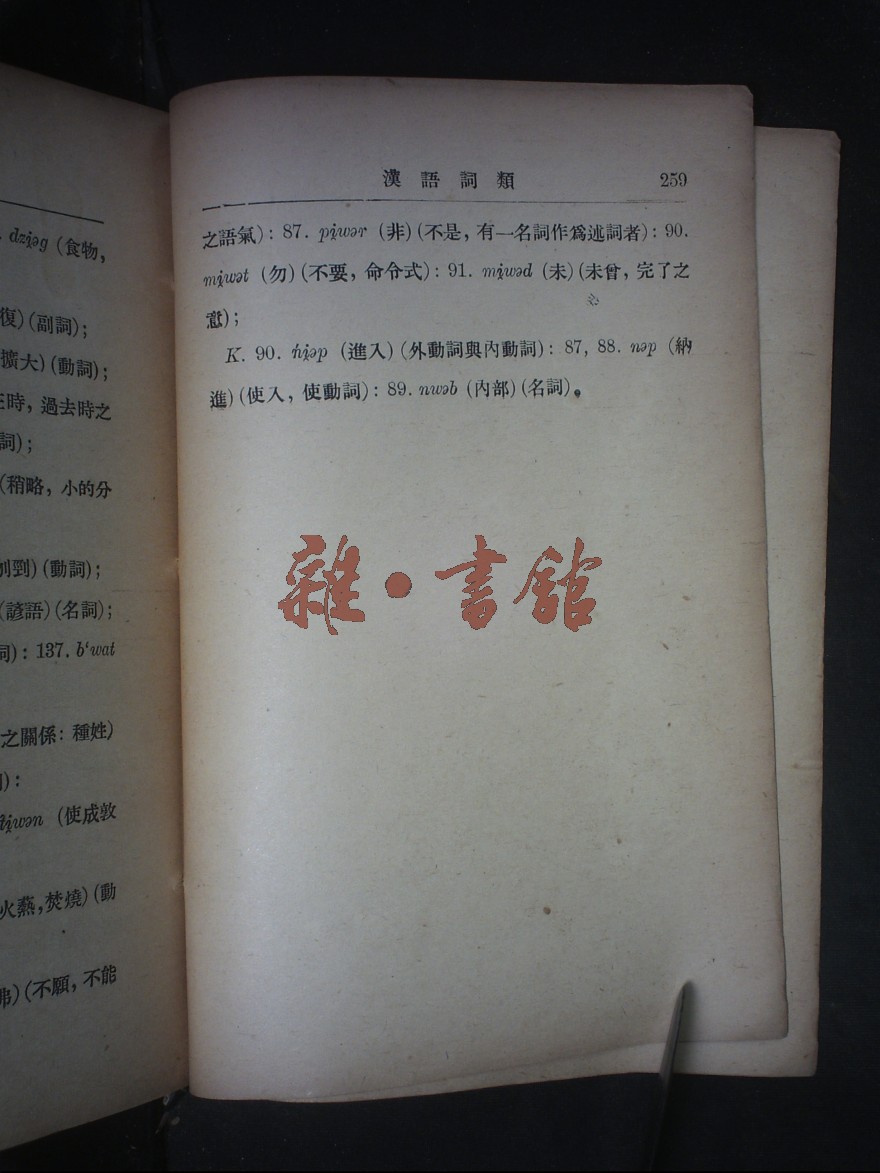 dzi̯əg (食物,
復)(副詞);
擴大)(動詞);
時, 過去時之
詞);
(稍略, 小的分
剄)(動詞);
(諺語)(名詞);
詞): 137. b‘wat
之關係: 種姓)
):
(使成敦
火爇, 焚燒)(動
(不願, 不能
漢語詞類 259
之語氣): 87. pi̯wər (非)(不是, 有一名詞作爲述詞者): 90.
mi̯wət (勿)(不要, 命令式): 91. mi̯wəd (未)(未曾, 完了之
意);
K. 90. ńi̯əp (進入)(外動詞與內動詞): 87, 88. nəp (納
進)(使入, 使動詞): 89. nwəb (內部)(名詞)。
雜·書館